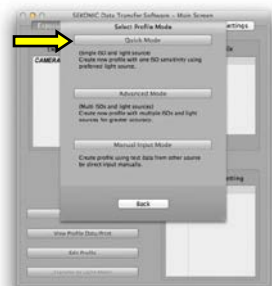 SEKONIC Data Transfer Software - Main Screen
Select Profile Mode
ettings
Quick Mode
(Single ISO and light source)
Create new profile with one ISO sensitivity using
preferred light source.
CAMERA
Advanced Mode
(Multi ISOs and light sources)
Create new profile with multiple ISOs and light
sources for greater accuracy.
Manual Input Mode
Create profile using test data from other source
by direct input manually.
Back
View Profile Data/Print
Edit Profile